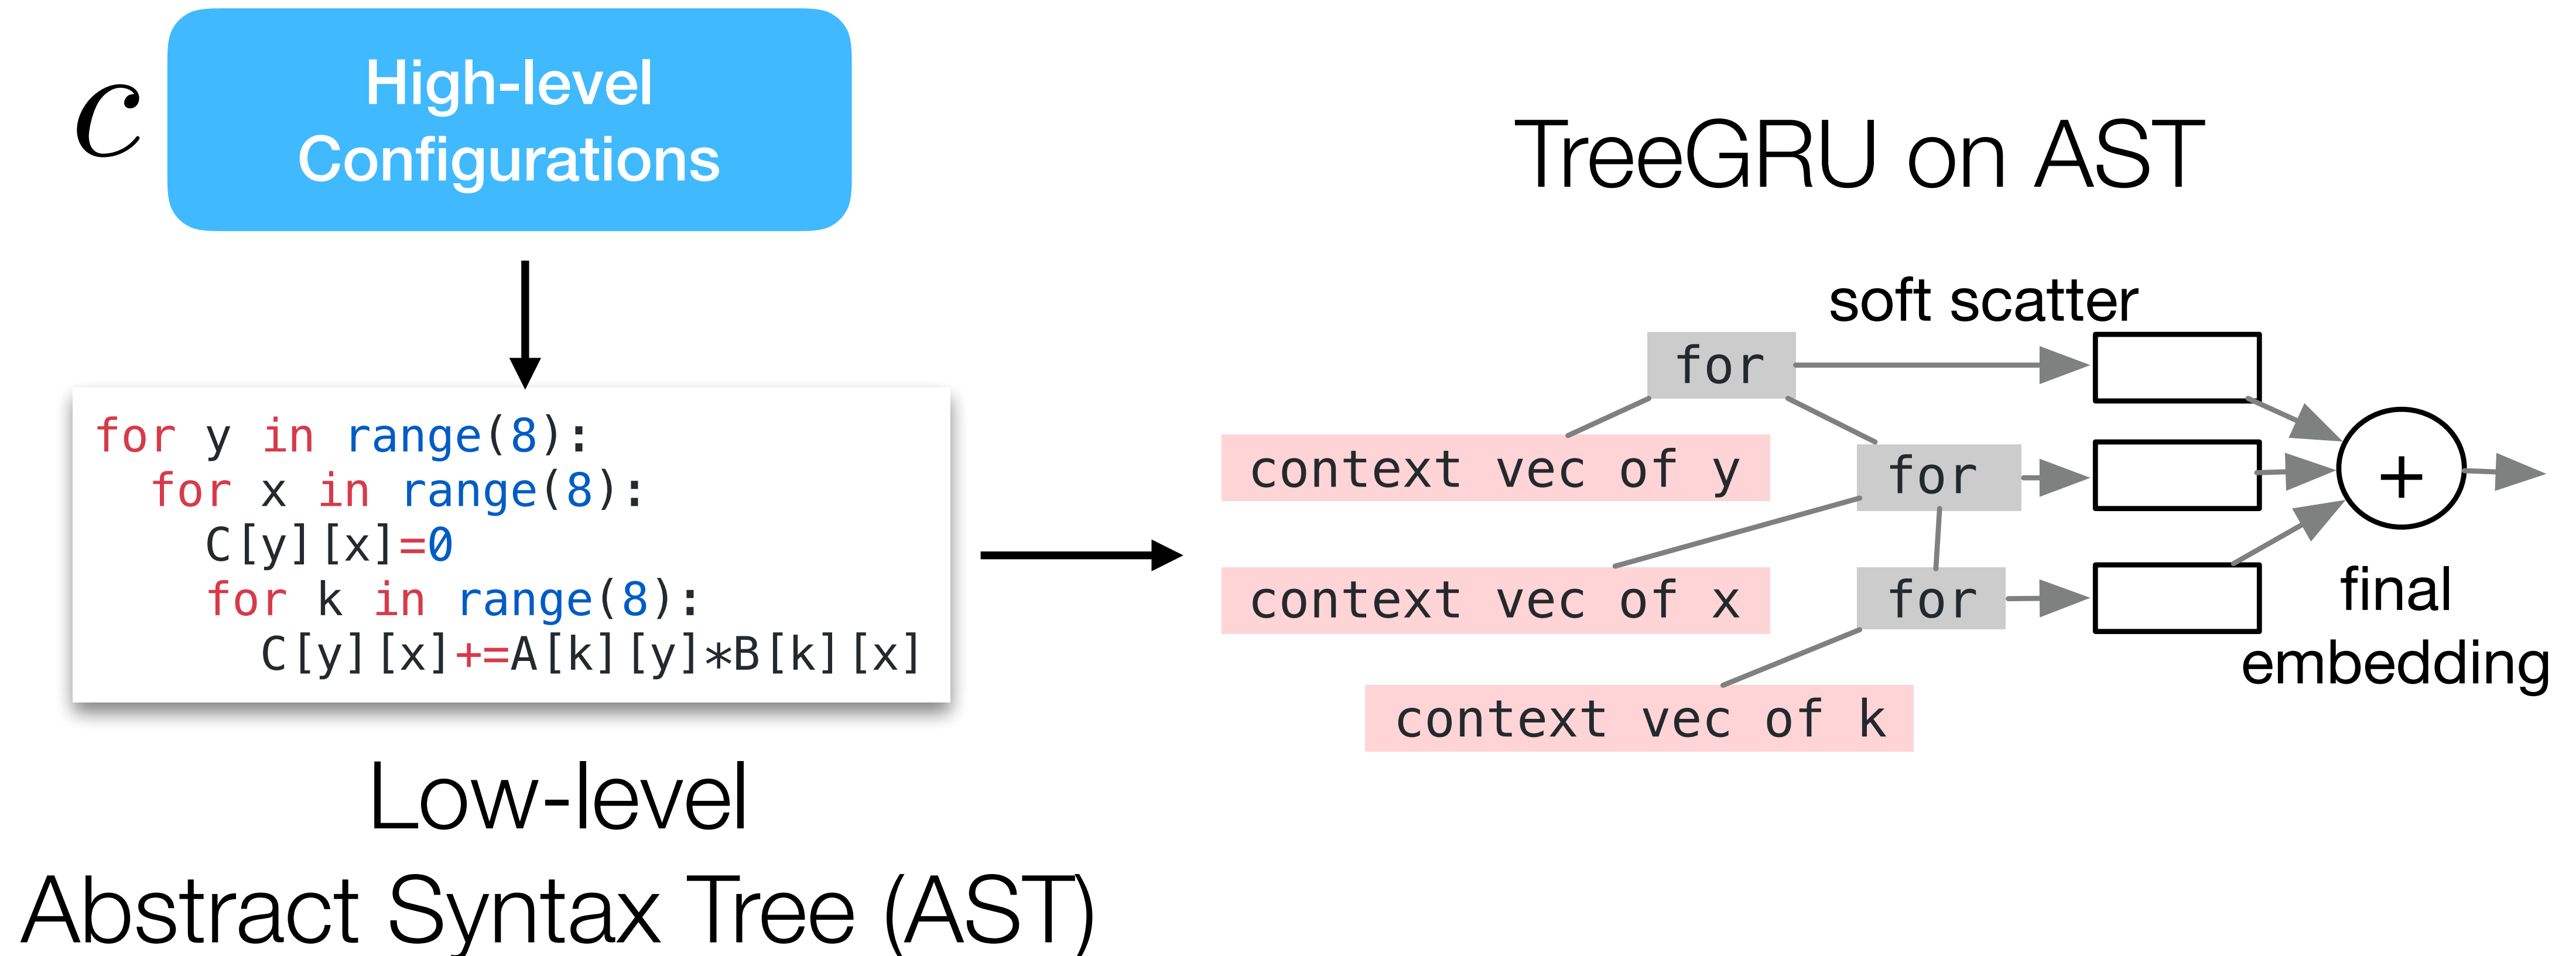 c
High-level
Configurations
for y in range(8):
  for x in range(8):
    C[y][x]=0
    for k in range(8):
      C[y][x]+=A[k][y]*B[k][x]
Low-level
Abstract Syntax Tree (AST)
TreeGRU on AST
soft scatter
for
context vec of y
for
context vec of x
for
context vec of k
+
final
embedding